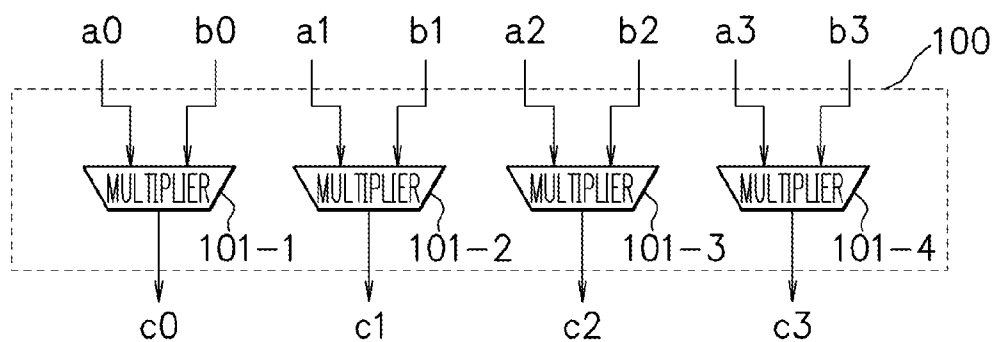 a0 b0 a1 b1 a2 b2 a3 b3
100
MULTIPLIER MULTIPLIER MULTIPLIER MULTIPLIER
101-1 101-2 101-3 101-4
c0 c1 c2 c3